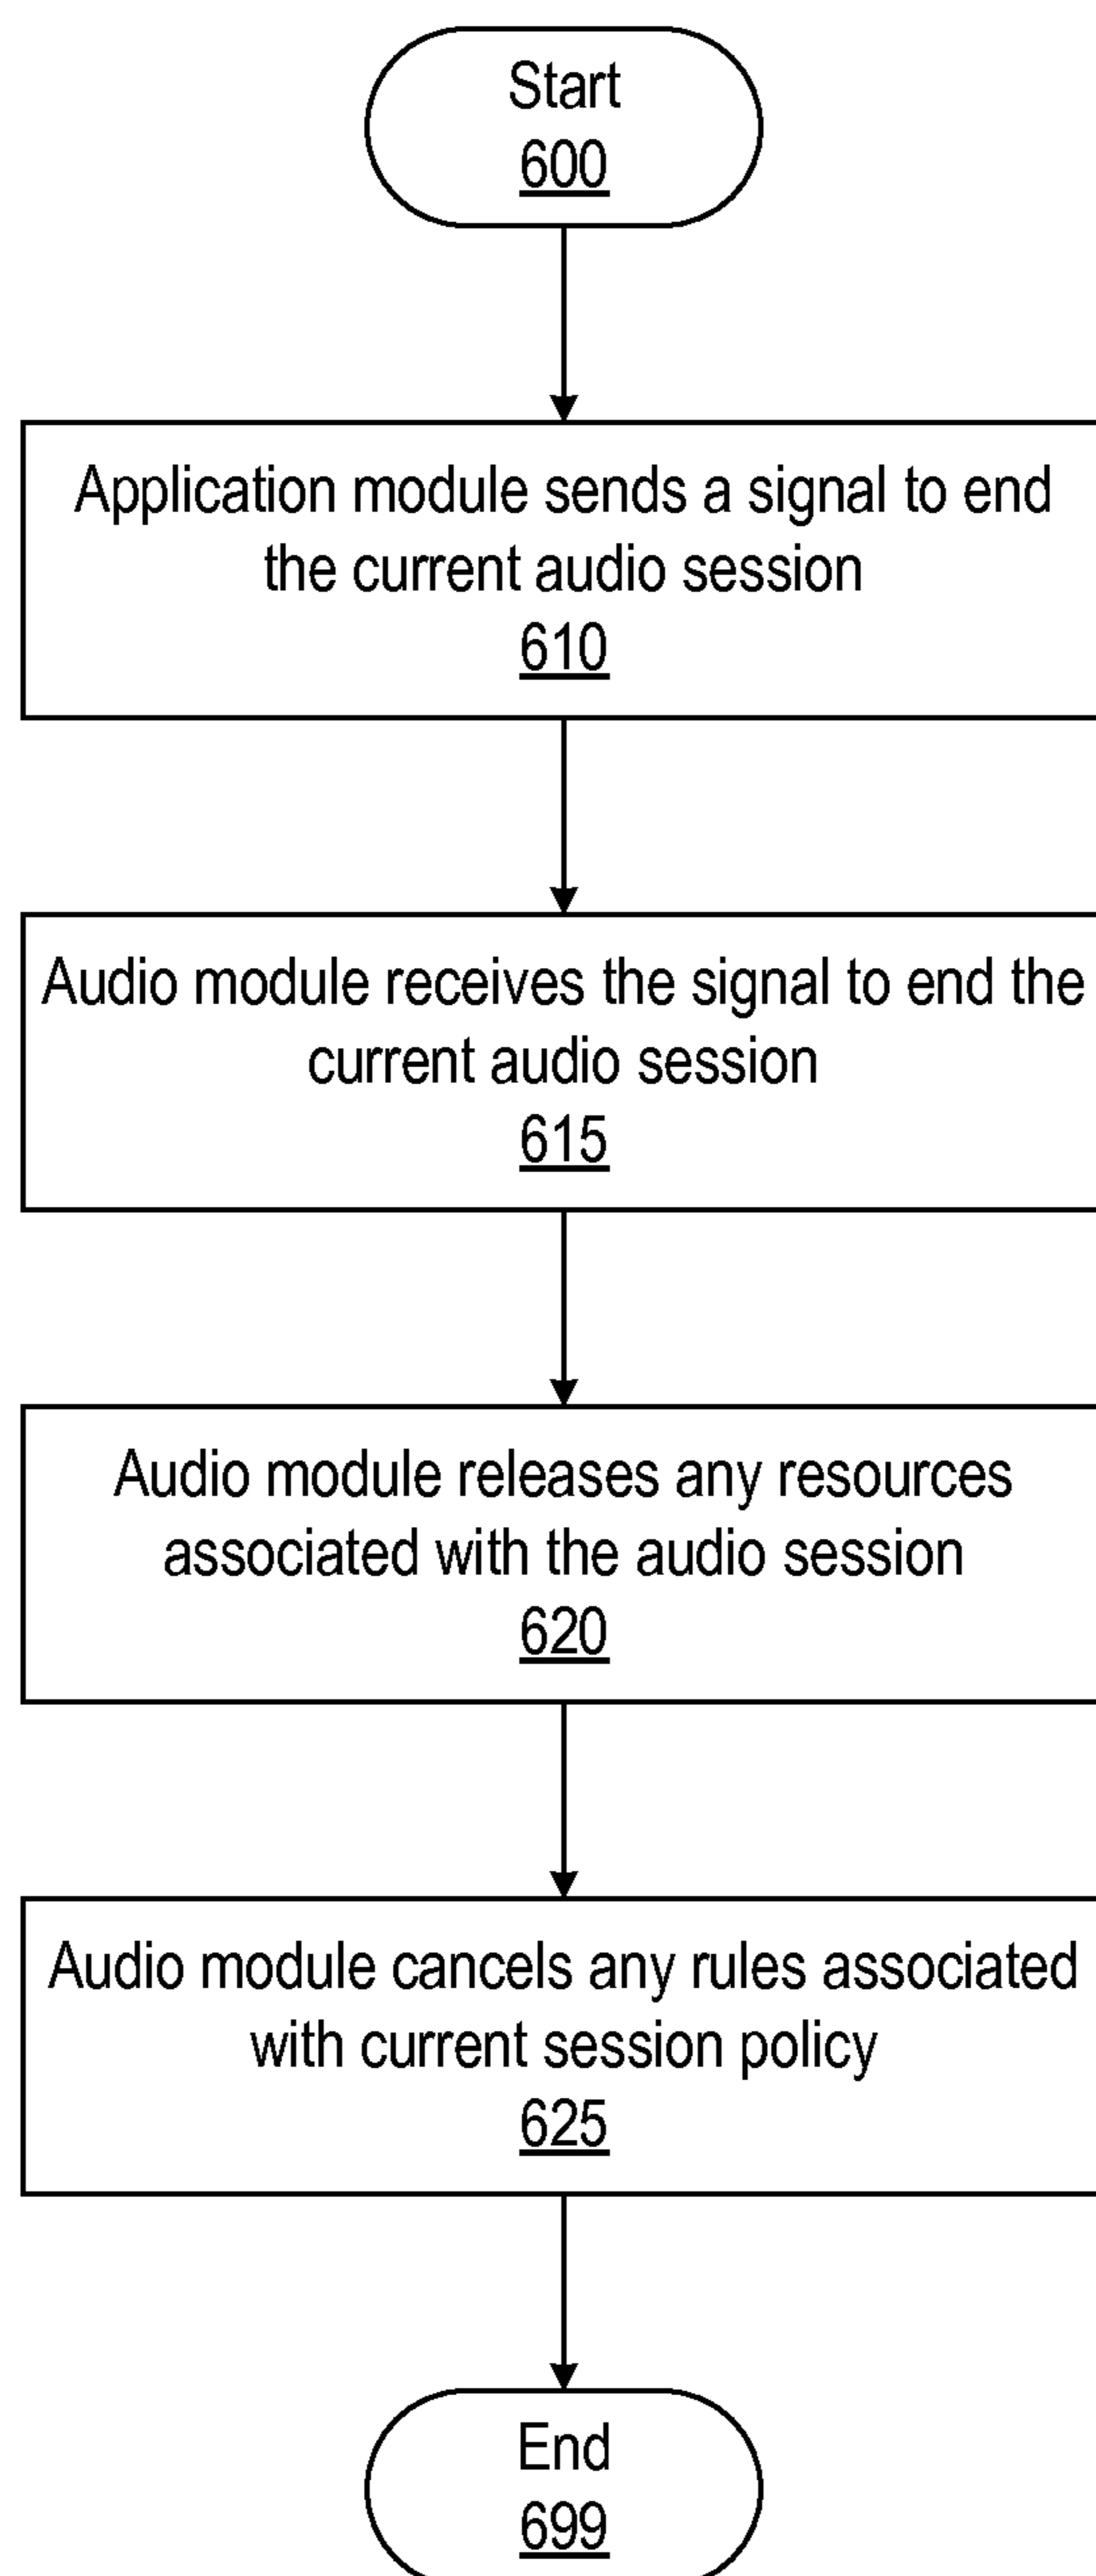 Start
600
Application module sends a signal to end
the current audio session
610
Audio module receives the signal to end the
current audio session
615
Audio module releases any resources
associated with the audio session
620
Audio module cancels any rules associated
with current session policy
625
End
699